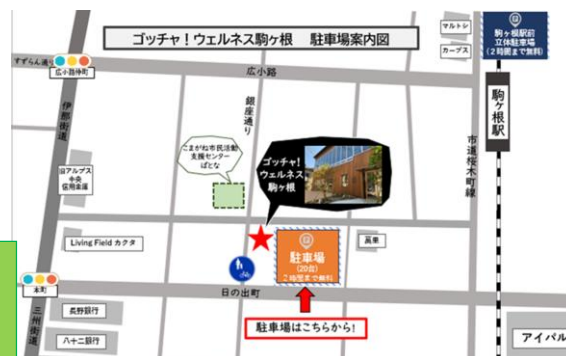 ゴッチャ！ウェルネス駒ヶ根　駐車場案内図
マルトシ
カーブス
駒ヶ根駅前
立体駐車場
(2時間まで無料)
すずらん通り
広小路仲町
広小路
伊那街道
銀座通り
こまがね市民活動
支援センター
ぱとな
ゴッチャ！
ウェルネス
駒ヶ根
駒ヶ根駅
市道桜木町線
旧アルプス
中央
信用金庫
Living Field カクタ
駐車場
(20台)
2時間まで無料
萬東
本町
日の出町
長野銀行
三州街道
八十二銀行
駐車場はこちらから！
アイパル